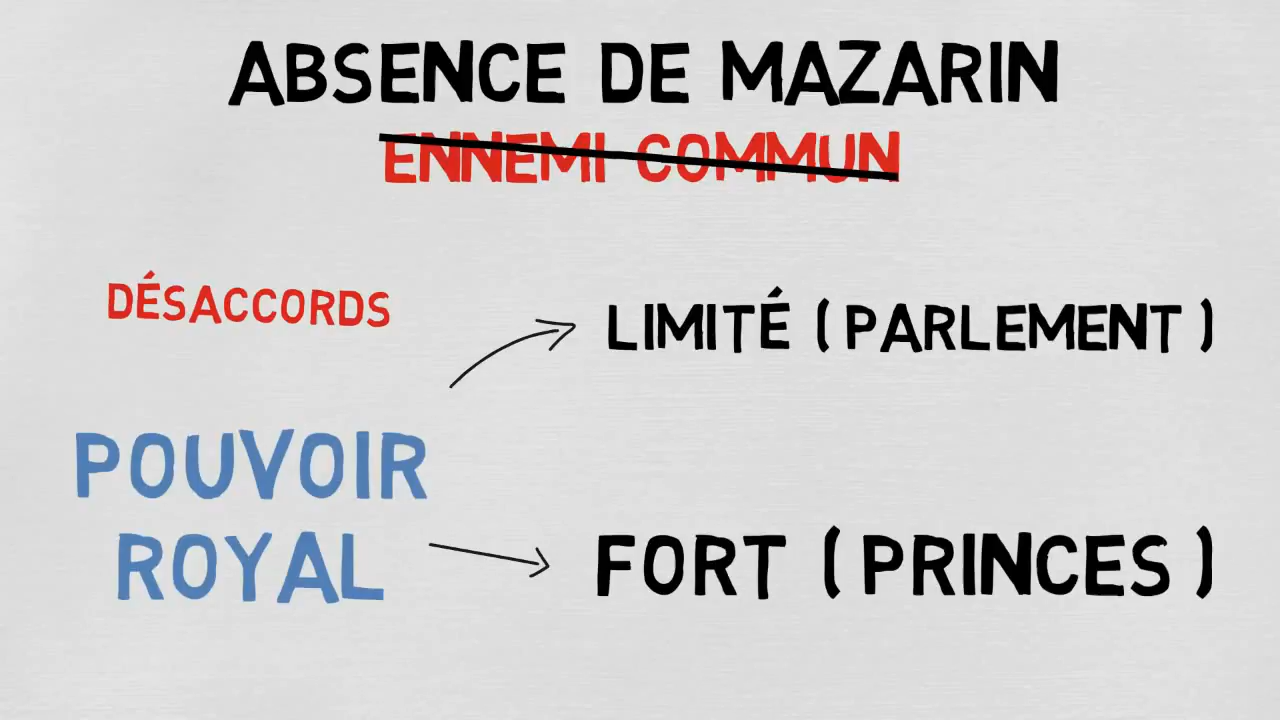 ABSENCE DE MAZARIN
ENNEMI COMMUN
DÉSACCORDS
LIMITÉ ( PARLEMENT )
POUVOIR
ROYAL
FORT ( PRINCES )